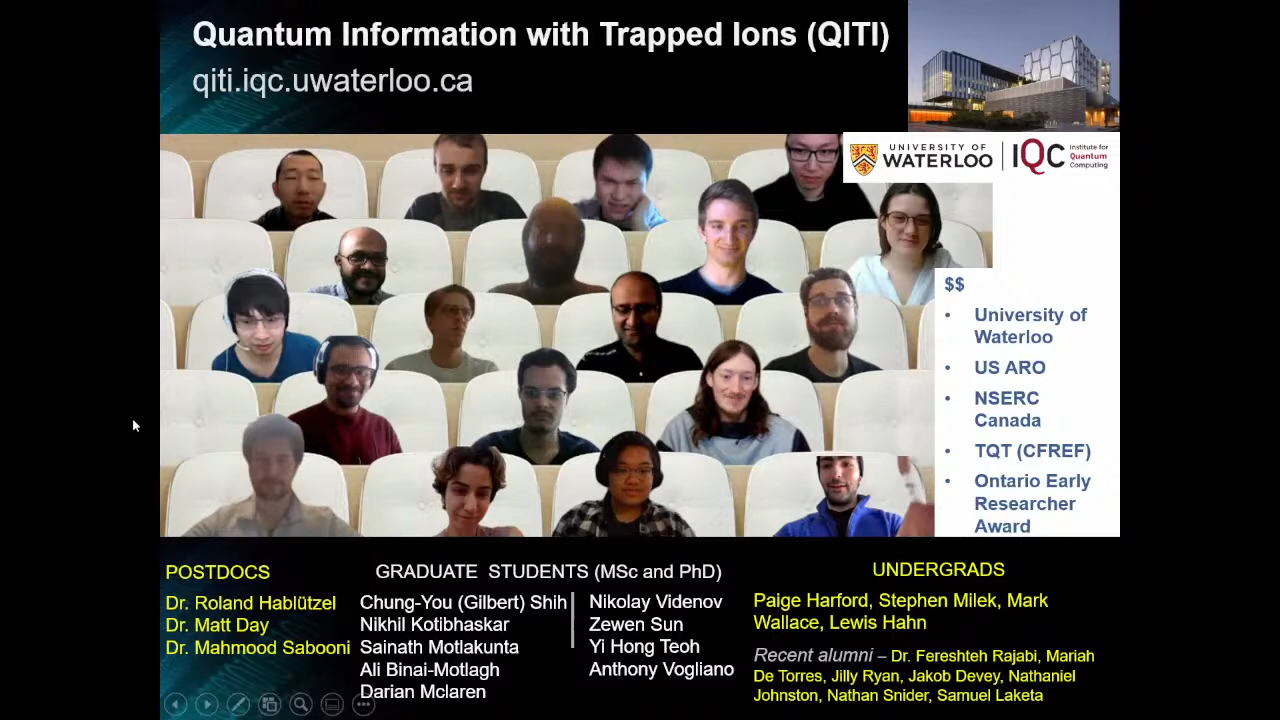 Quantum Information with Trapped Ions (QITI)
qiti.iqc.uwaterloo.ca
UNIVERSITY OF
WATERLOO
IQC
Institute for
Quantum
Computing
$$
• University of
Waterloo
• US ARO
• NSERC
Canada
• TQT (CFREF)
• Ontario Early
Researcher
Award
POSTDOCS
Dr. Roland Hablützel
Dr. Matt Day
Dr. Mahmood Sabooni
GRADUATE STUDENTS (MSc and PhD)
Chung-You (Gilbert) Shih
Nikhil Kotibhaskar
Sainath Motlakunta
Ali Binai-Motlagh
Darian Mclaren
Nikolay Videnov
Zewen Sun
Yi Hong Teoh
Anthony Vogliano
UNDERGRADS
Paige Harford, Stephen Milek, Mark
Wallace, Lewis Hahn
Recent alumni – Dr. Fereshteh Rajabi, Mariah
De Torres, Jilly Ryan, Jakob Devey, Nathaniel
Johnston, Nathan Snider, Samuel Laketa